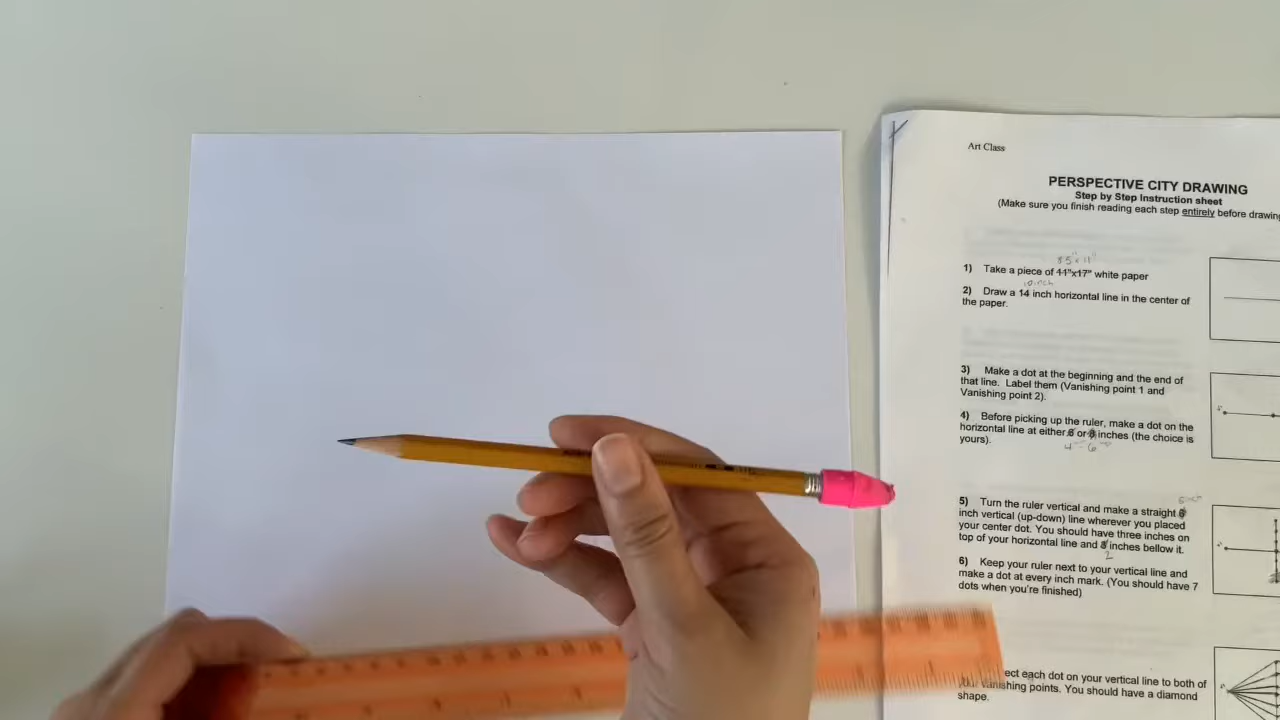 Art Class
PERSPECTIVE CITY DRAWING
Step by Step Instruction sheet
(Make sure you finish reading each step entirely before drawing
8.5"x11"
1) Take a piece of 11"x17" white paper
10 inch
2) Draw a 14 inch horizontal line in the center of
the paper.
3) Make a dot at the beginning and the end of
that line. Label them (Vanishing point 1 and
Vanishing point 2).
4) Before picking up the ruler, make a dot on the
horizontal line at either or inches (the choice is
yours).
4 6
5 inch
5) Turn the ruler vertical and make a straight
inch vertical (up-down) line wherever you placed
your center dot. You should have three inches on
top of your horizontal line and inches bellow it.
2
6) Keep your ruler next to your vertical line and
make a dot at every inch mark. (You should have 7
dots when you're finished)
ect each dot on your vertical line to both of
vanishing points. You should have a diamond
shape.